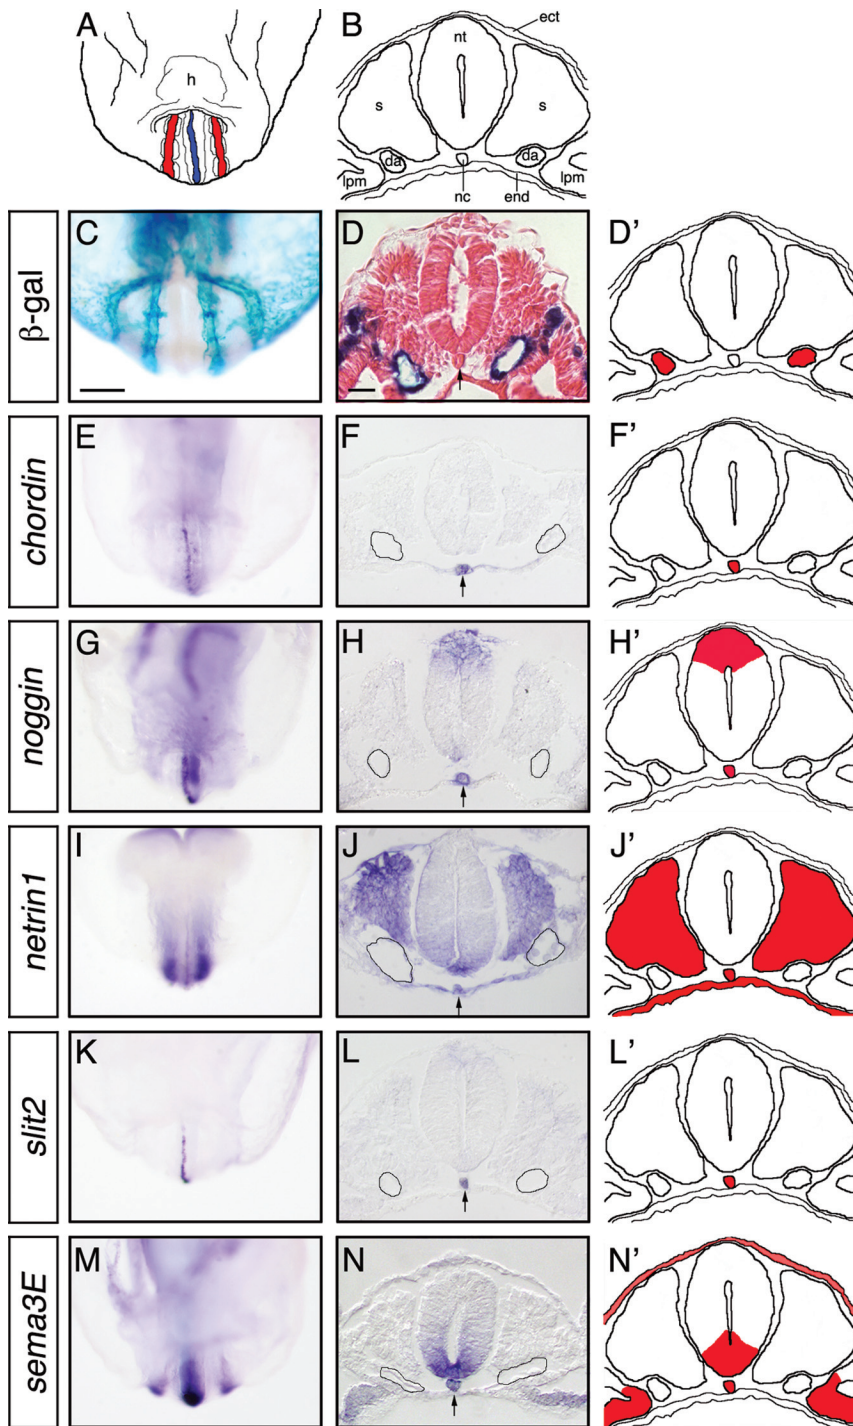 A
B
ect
nt
h
s
s
da
da
lpm
lpm
nc
end
β-gal
C
D
D'
chordin
E
F
F'
noggin
G
H
H'
netrin1
I
J
J'
slit2
K
L
L'
sema3E
M
N
N'